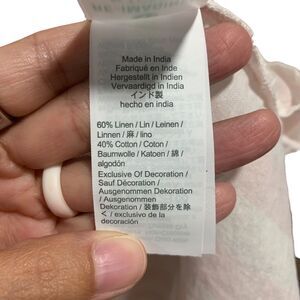 Made in India
Fabriqué en Inde
Hergestellt in Indien
Vervaardigd in India
インド製
hecho en india
60% Linen / Lin / Leinen /
Linnen / 麻 / lino
40% Cotton / Coton /
Baumwolle / Katoen / 綿 /
algodón
Exclusive Of Decoration /
Sauf Décoration /
Ausgenommen Dekoration
/ Ausgenommen
Dekoration / 装飾部分を除
く / exclusivo de la
decoración